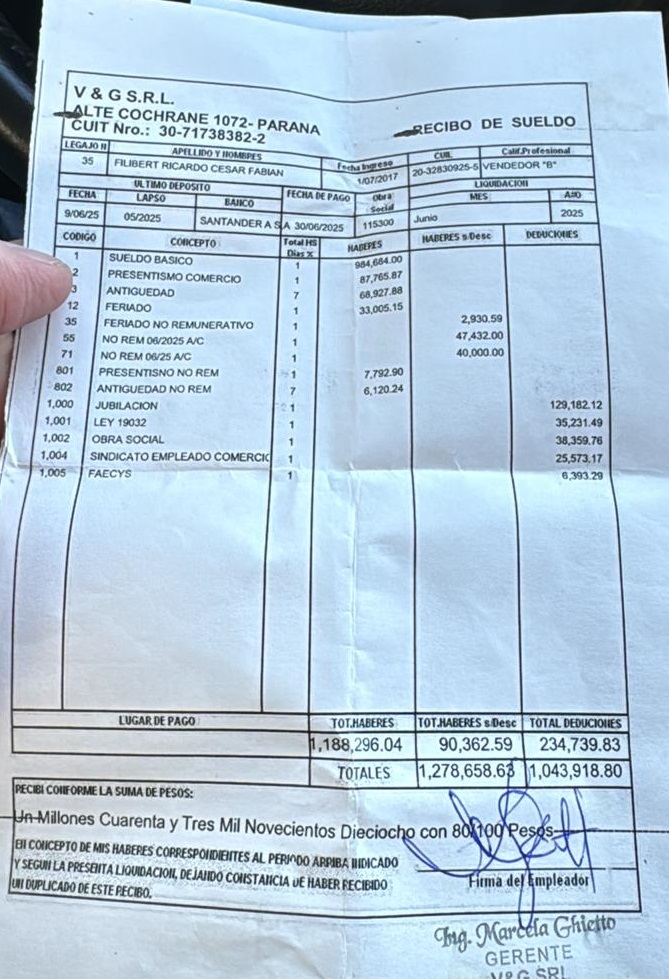 V & G S.R.L.
ALTE COCHRANE 1072- PARANA
CUIT Nro.: 30-71738382-2
RECIBO DE SUELDO
LEGAJO N APELLIDO Y NOMBRES Fecha Ingreso CUIL Calif.Profesional
35 FILIBERT RICARDO CESAR FABIAN 1/07/2017 20-32830925-5 VENDEDOR "B"
ULTIMO DEPOSITO LIQUIDACION
FECHA LAPSO BANCO FECHA DE PAGO Obra Social MES AÑO
9/06/25 05/2025 SANTANDER A S A 30/06/2025 115300 Junio 2025
CODIGO CONCEPTO Total HS Dias x HABERES HABERES s/Desc DEDUCIONES
1 SUELDO BASICO 1 984,684.00
2 PRESENTISMO COMERCIO 1 87,765.87
3 ANTIGUEDAD 7 68,927.88
12 FERIADO 1 33,005.15
35 FERIADO NO REMUNERATIVO 1 2,930.59
55 NO REM 06/2025 A/C 1 47,432.00
71 NO REM 06/25 A/C 1 40,000.00
801 PRESENTISNO NO REM 1 7,792.90
802 ANTIGUEDAD NO REM 7 6,120.24
1,000 JUBILACION 1 129,182.12
1,001 LEY 19032 1 35,231.49
1,002 OBRA SOCIAL 1 38,359.76
1,004 SINDICATO EMPLEADO COMERCIO 1 25,573.17
1,005 FAECYS 1 6,393.29
LUGAR DE PAGO TOT.HABERES TOT.HABERES s/Desc TOTAL DEDUCIONES
1,188,296.04 90,362.59 234,739.83
TOTALES 1,278,658.63 1,043,918.80
RECIBI CONFORME LA SUMA DE PESOS:
Un Millones Cuarenta y Tres Mil Novecientos Dieciocho con 80/100 Pesos
EN CONCEPTO DE MIS HABERES CORRESPONDIENTES AL PERIODO ARRIBA INDICADO
Y SEGUN LA PRESENTA LIQUIDACION, DEJANDO CONSTANCIA DE HABER RECIBIDO
UN DUPLICADO DE ESTE RECIBO.
Firma del Empleador
Ing. Marcela Ghietto
GERENTE
V&G SRL